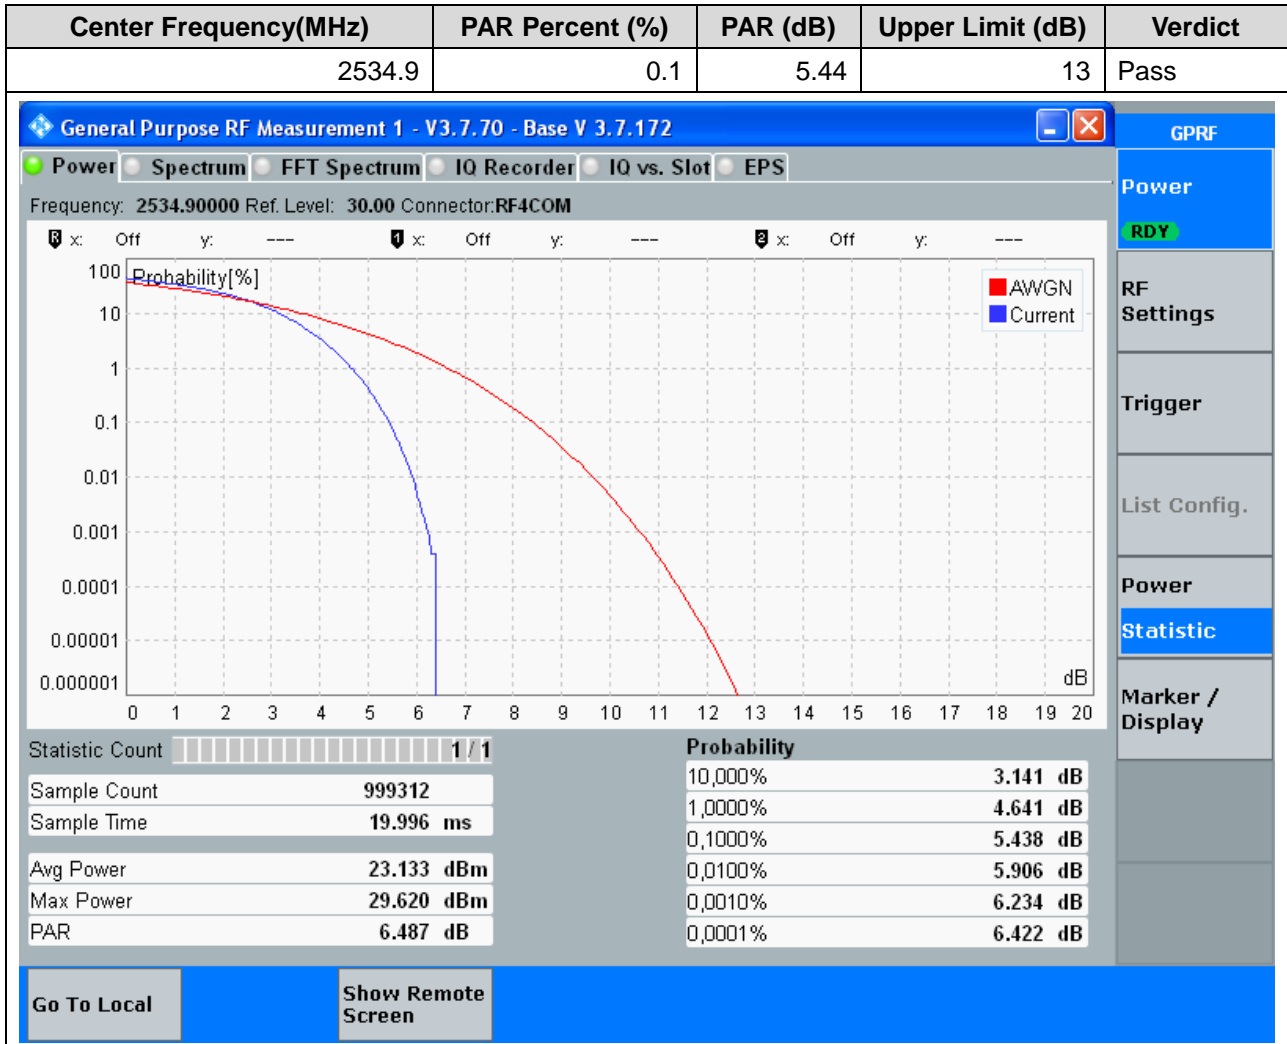 Center Frequency(MHz) PAR Percent (%) PAR (dB) Upper Limit (dB) Verdict
2534.9 0.1 5.44 13 Pass
General Purpose RF Measurement 1 - V3.7.70 - Base V 3.7.172
GPRF
Power Spectrum FFT Spectrum IQ Recorder IQ vs. Slot EPS
Power
RDY
Frequency: 2534.90000 Ref. Level: 30.00 Connector:RF4COM
R x: Off y: --- 1 x: Off y: --- 2 x: Off y: ---
Probability[%]
AWGN
Current
100
10
1
0.1
0.01
0.001
0.0001
0.00001
0.000001
dB
0 1 2 3 4 5 6 7 8 9 10 11 12 13 14 15 16 17 18 19 20
RF
Settings
Trigger
List Config.
Power
Statistic
Marker /
Display
Statistic Count 1 / 1
Sample Count 999312
Sample Time 19.996 ms
Avg Power 23.133 dBm
Max Power 29.620 dBm
PAR 6.487 dB
Probability
10,000% 3.141 dB
1,0000% 4.641 dB
0,1000% 5.438 dB
0,0100% 5.906 dB
0,0010% 6.234 dB
0,0001% 6.422 dB
Go To Local
Show Remote
Screen